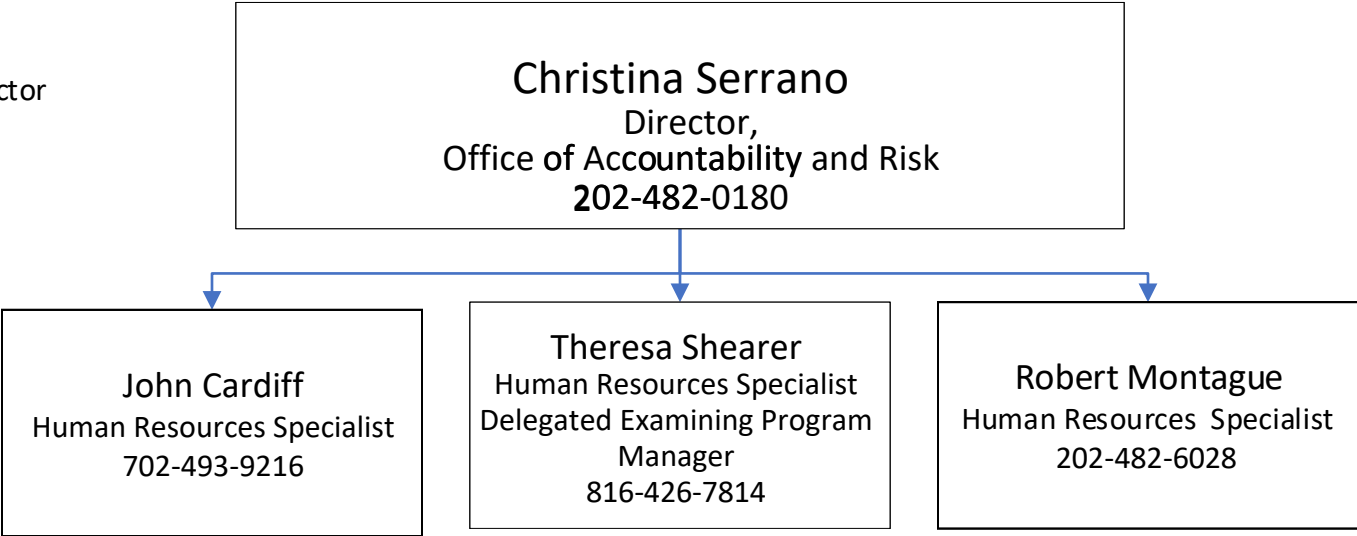 ctor
Christina Serrano
Director,
Office of Accountability and Risk
202-482-0180
John Cardiff
Human Resources Specialist
702-493-9216
Theresa Shearer
Human Resources Specialist
Delegated Examining Program
Manager
816-426-7814
Robert Montague
Human Resources Specialist
202-482-6028